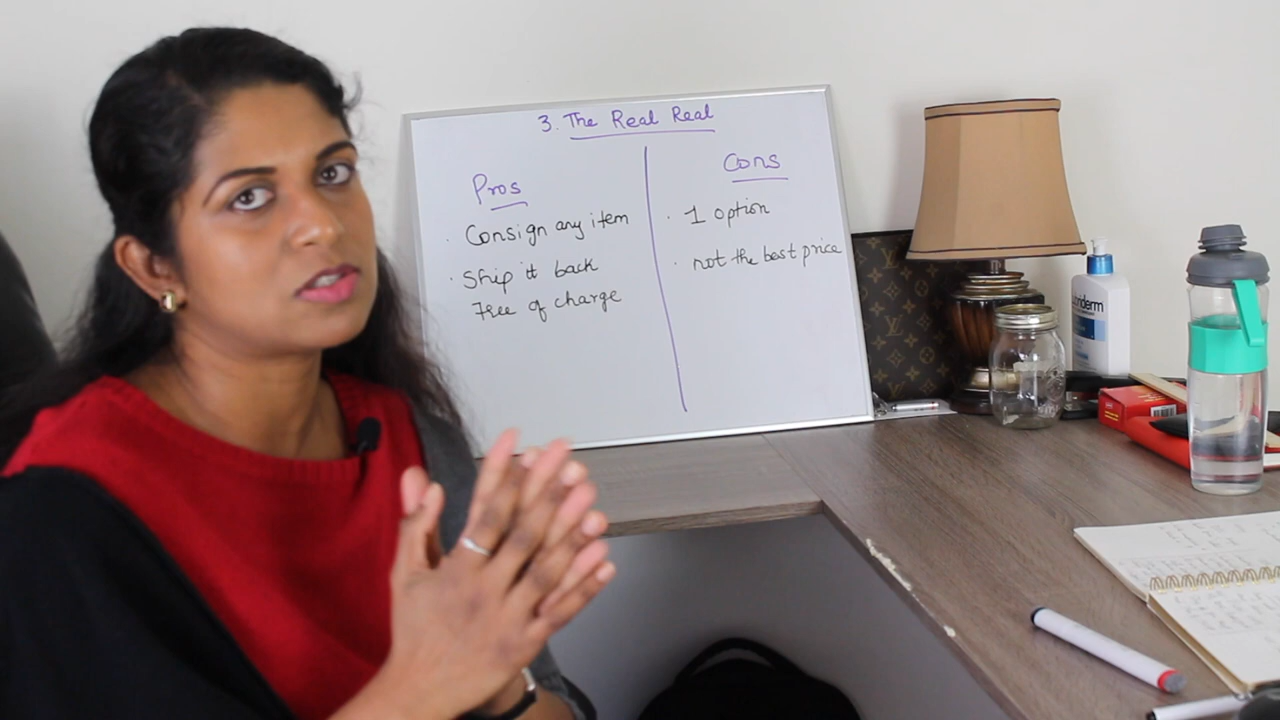 3. The Real Real
Pros
· Consign any item
· Ship it back
Free of charge
Cons
· 1 option
· not the best price
derm